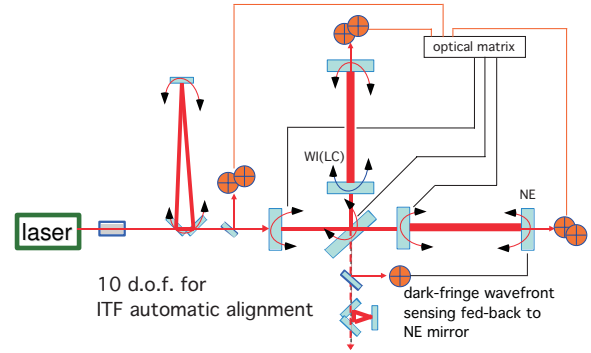 optical matrix
WI(LC)
NE
laser
10 d.o.f. for
ITF automatic alignment
dark-fringe wavefront
sensing fed-back to
NE mirror